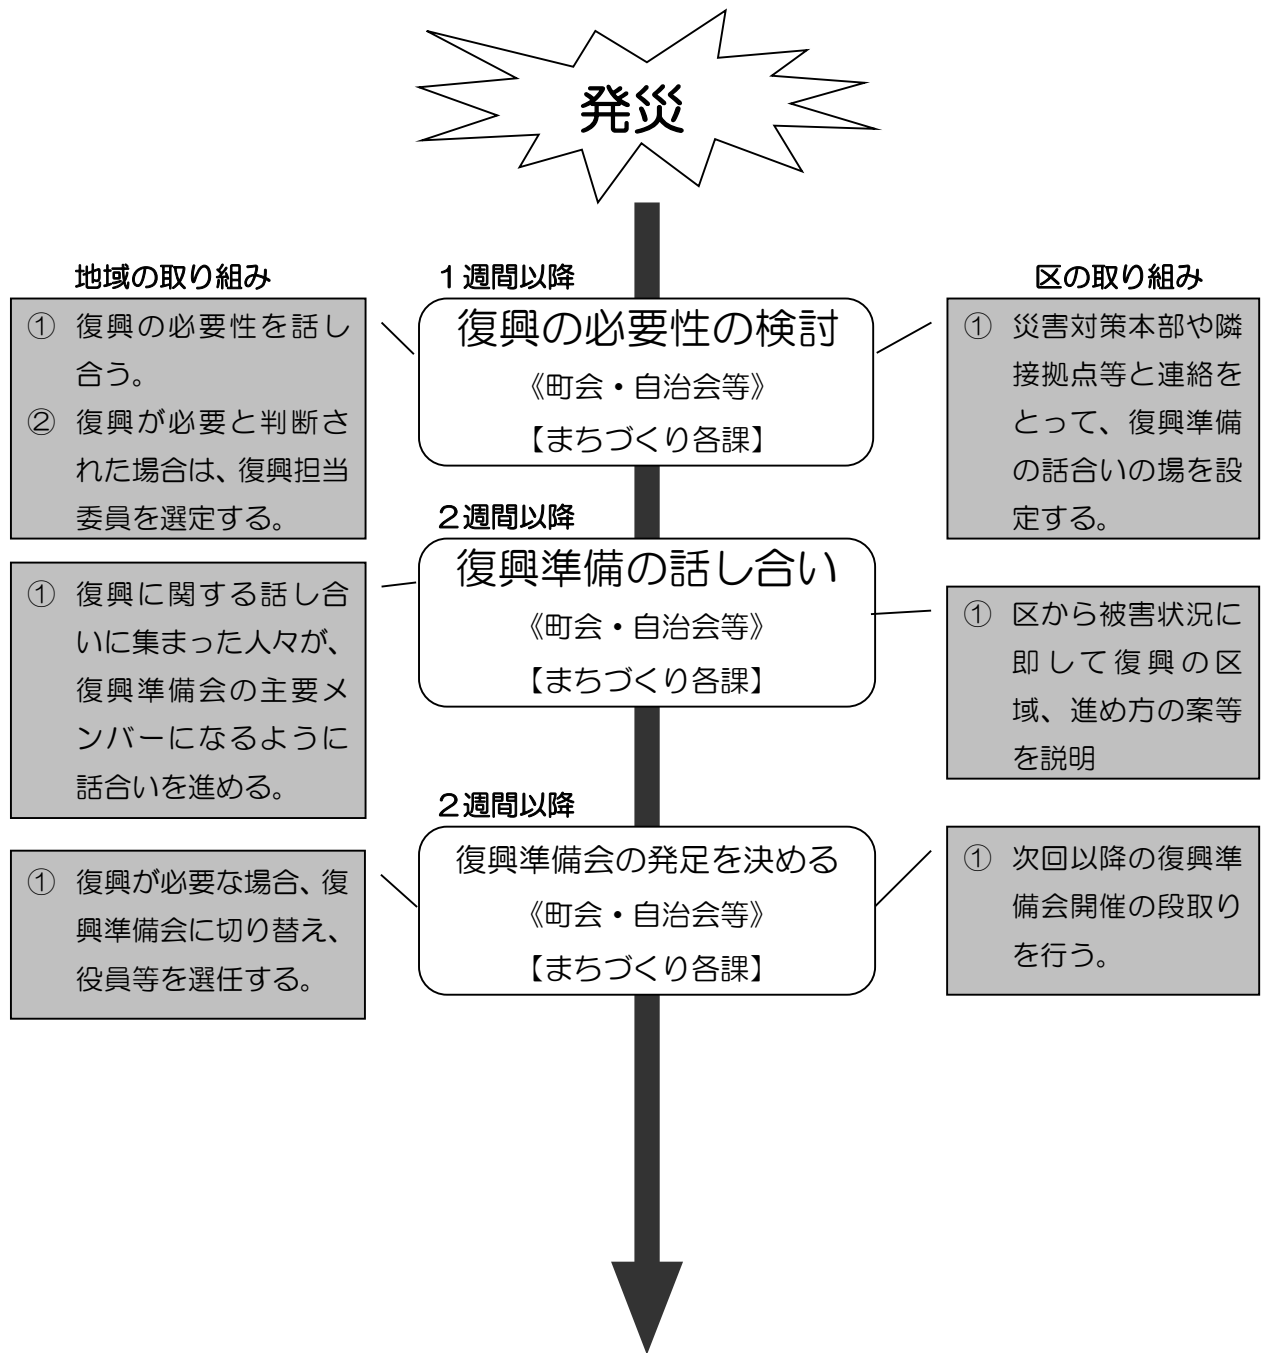 発災
地域の取り組み
① 復興の必要性を話し
合う。
② 復興が必要と判断さ
れた場合は、復興担当
委員を選定する。
1週間以降
復興の必要性の検討
《町会・自治会等》
【まちづくり各課】
区の取り組み
① 災害対策本部や隣
接拠点等と連絡を
とって、復興準備
の話合いの場を設
定する。
① 復興に関する話し合
いに集まった人々が、
復興準備会の主要メ
ンバーになるように
話合いを進める。
2週間以降
復興準備の話し合い
《町会・自治会等》
【まちづくり各課】
① 区から被害状況に
即して復興の区
域、進め方の案等
を説明
① 復興が必要な場合、復
興準備会に切り替え、
役員等を選任する。
2週間以降
復興準備会の発足を決める
《町会・自治会等》
【まちづくり各課】
① 次回以降の復興準
備会開催の段取り
を行う。